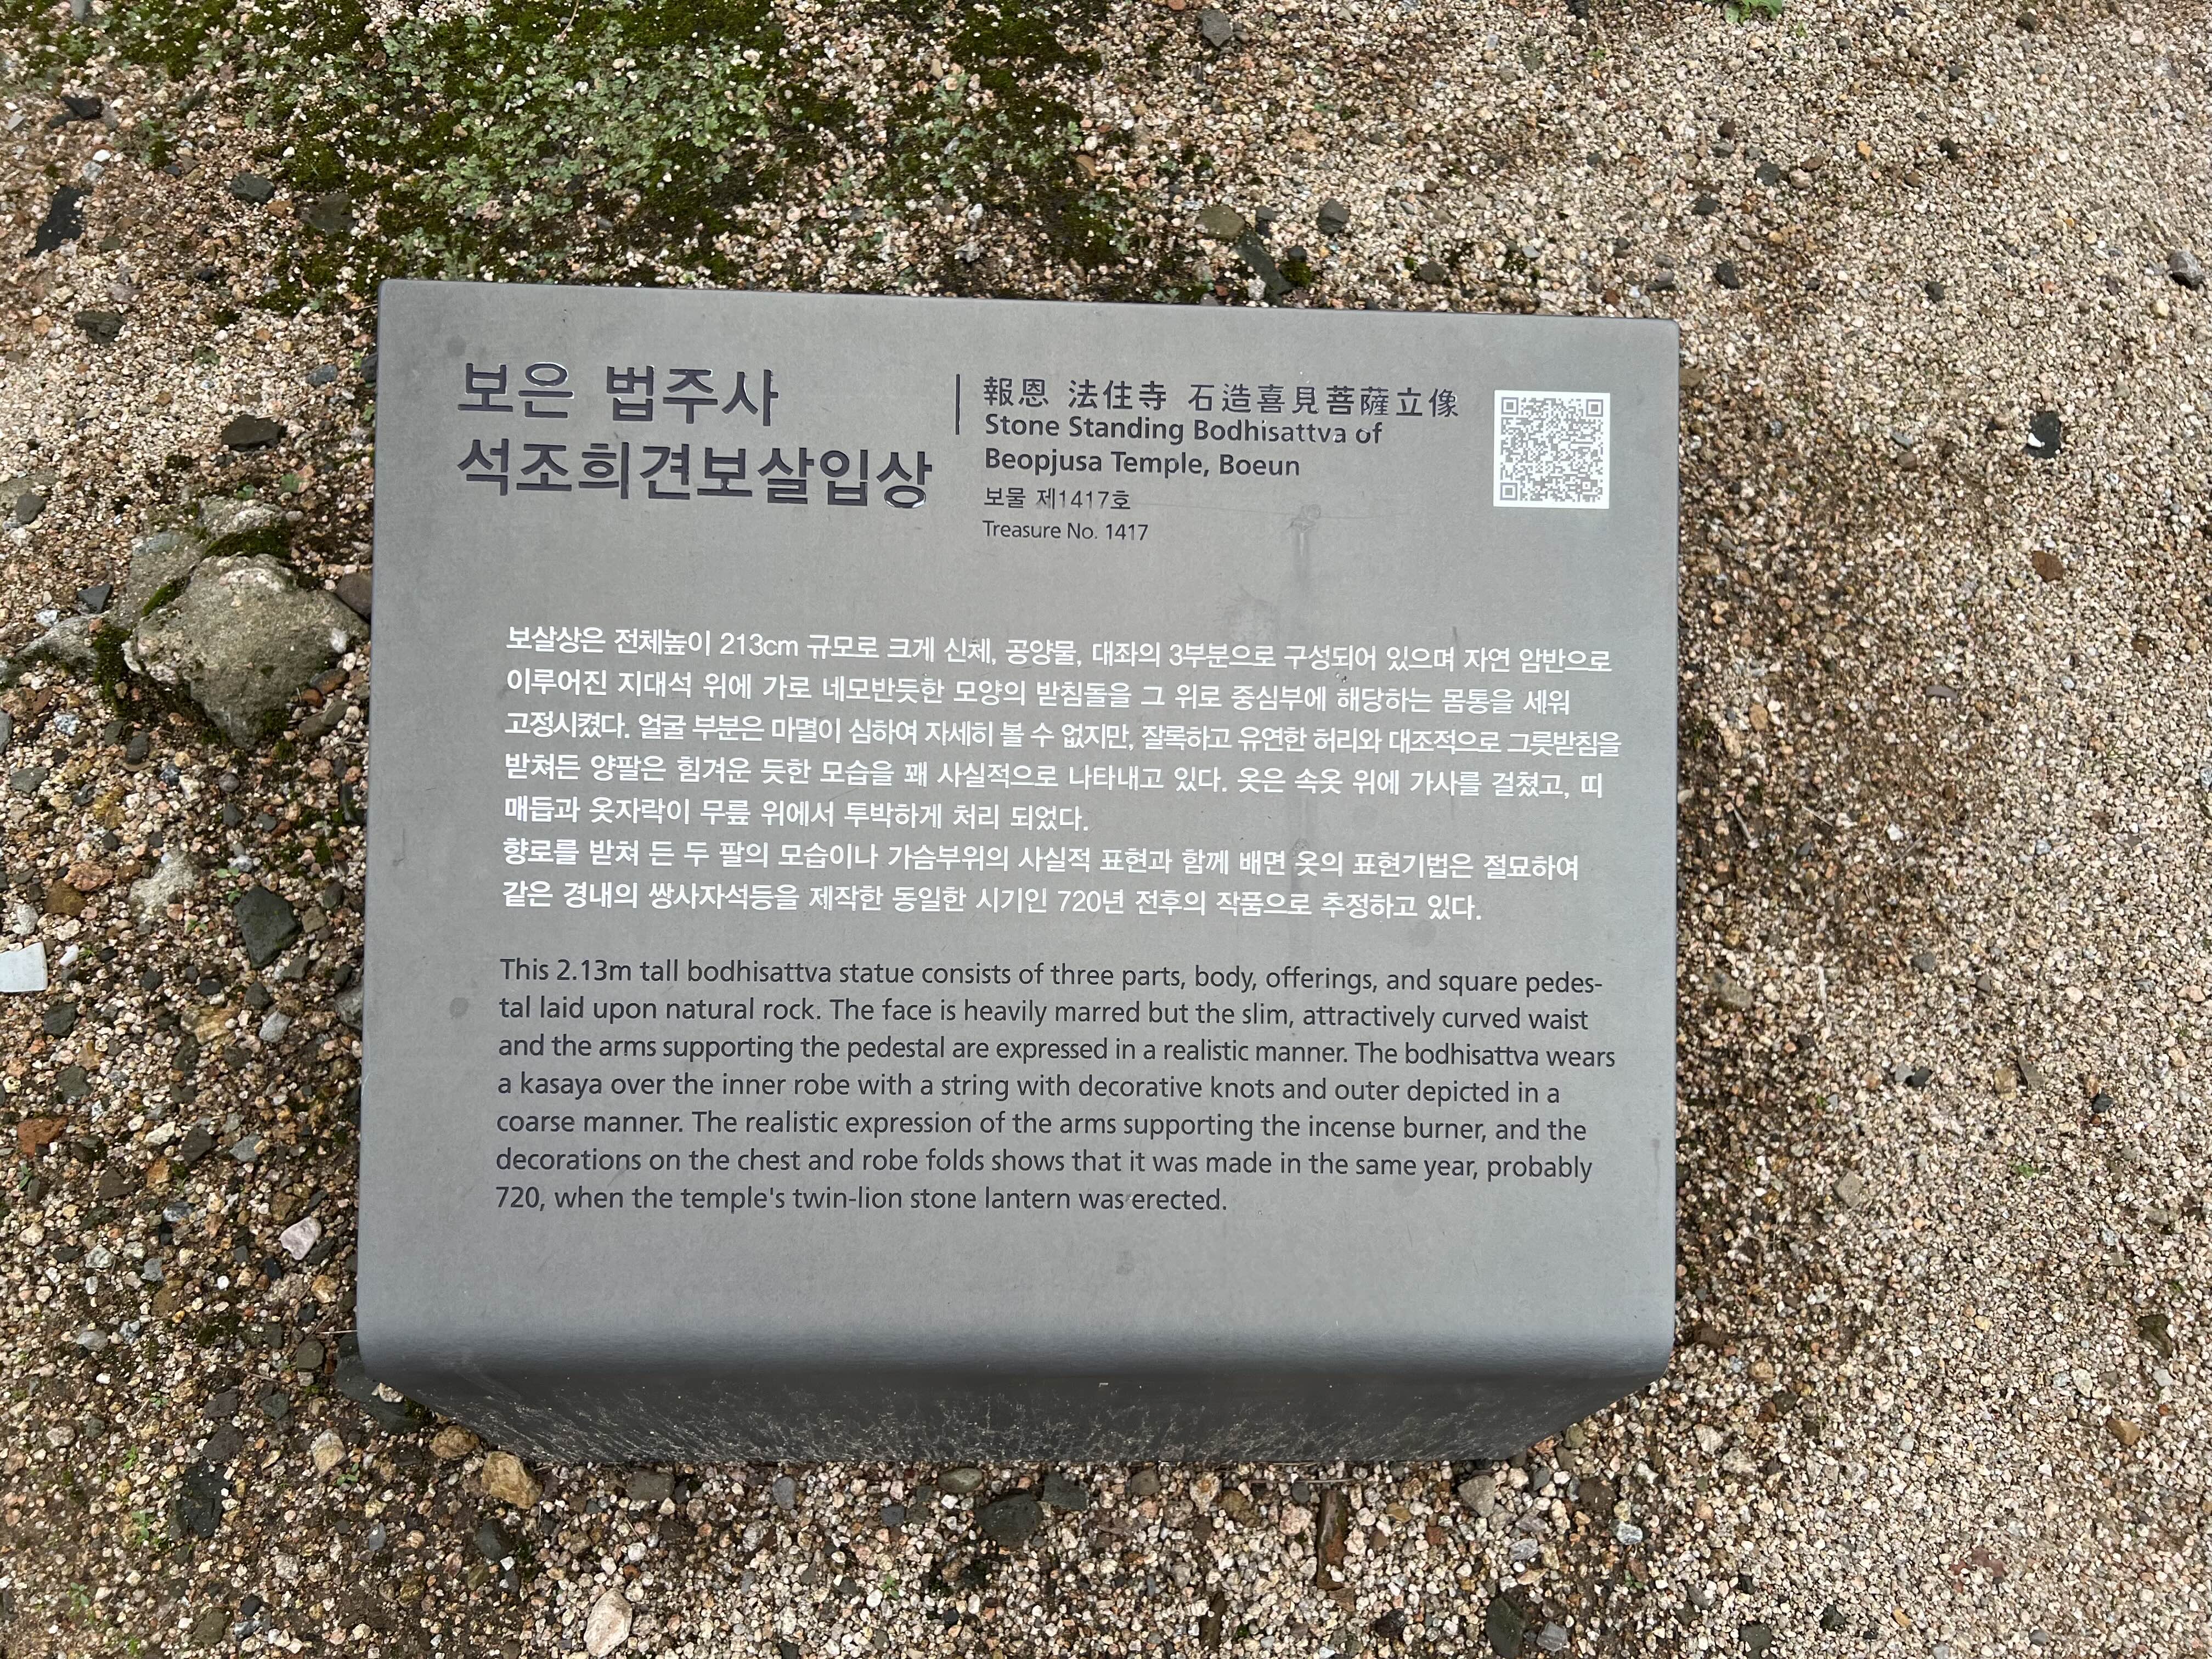 보은 법주사
석조희견보살입상
報恩 法住寺 石造喜見菩薩立像
Stone Standing Bodhisattva of
Beopjusa Temple, Boeun
보물 제1417호
Treasure No. 1417
보살상은 전체높이 213cm 규모로 크게 신체, 공양물, 대좌의 3부분으로 구성되어 있으며 자연 암반으로
이루어진 지대석 위에 가로 네모반듯한 모양의 받침돌을 그 위로 중심부에 해당하는 몸통을 세워
고정시켰다. 얼굴 부분은 마멸이 심하여 자세히 볼 수 없지만, 잘록하고 유연한 허리와 대조적으로 그릇받침을
받쳐든 양팔은 힘겨운 듯한 모습을 꽤 사실적으로 나타내고 있다. 옷은 속옷 위에 가사를 걸쳤고, 띠
매듭과 옷자락이 무릎 위에서 투박하게 처리 되었다.
향로를 받쳐 든 두 팔의 모습이나 가슴부위의 사실적 표현과 함께 배면 옷의 표현기법은 절묘하여
같은 경내의 쌍사자석등을 제작한 동일한 시기인 720년 전후의 작품으로 추정하고 있다.
This 2.13m tall bodhisattva statue consists of three parts, body, offerings, and square pedes-
tal laid upon natural rock. The face is heavily marred but the slim, attractively curved waist
and the arms supporting the pedestal are expressed in a realistic manner. The bodhisattva wears
a kasaya over the inner robe with a string with decorative knots and outer depicted in a
coarse manner. The realistic expression of the arms supporting the incense burner, and the
decorations on the chest and robe folds shows that it was made in the same year, probably
720, when the temple's twin-lion stone lantern was erected.